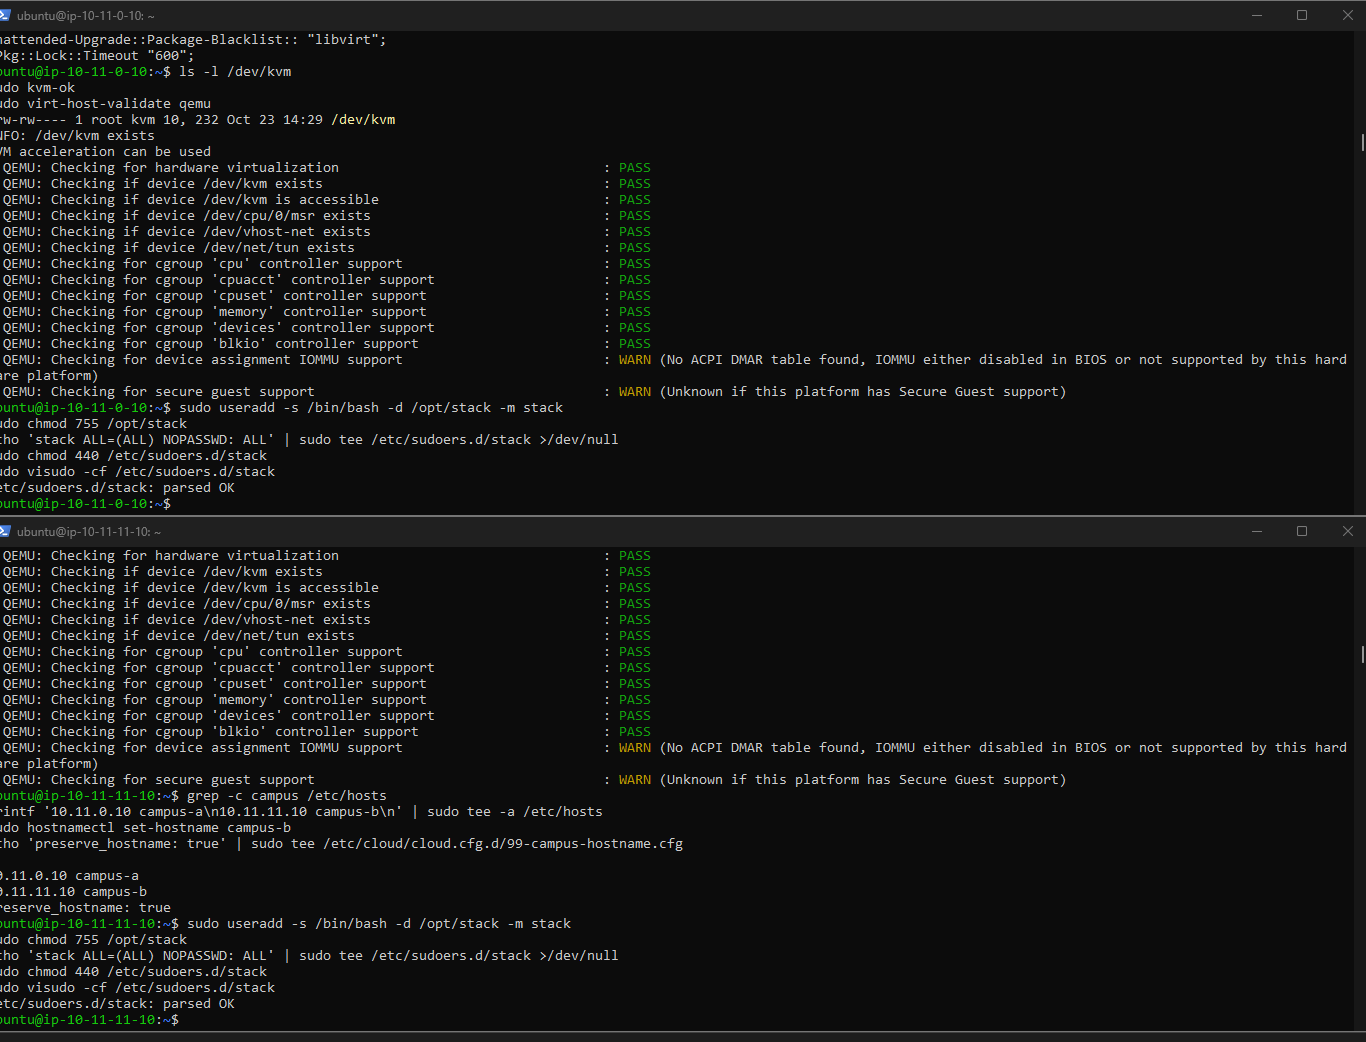 ubuntu@ip-10-11-0-10: ~
nattended-Upgrade::Package-Blacklist:: "libvirt";
Pkg::Lock::Timeout "600";
buntu@ip-10-11-0-10:~$ ls -l /dev/kvm
udo kvm-ok
udo virt-host-validate qemu
rw-rw---- 1 root kvm 10, 232 Oct 23 14:29 /dev/kvm
NFO: /dev/kvm exists
VM acceleration can be used
QEMU: Checking for hardware virtualization : PASS
QEMU: Checking if device /dev/kvm exists : PASS
QEMU: Checking if device /dev/kvm is accessible : PASS
QEMU: Checking if device /dev/cpu/0/msr exists : PASS
QEMU: Checking if device /dev/vhost-net exists : PASS
QEMU: Checking if device /dev/net/tun exists : PASS
QEMU: Checking for cgroup 'cpu' controller support : PASS
QEMU: Checking for cgroup 'cpuacct' controller support : PASS
QEMU: Checking for cgroup 'cpuset' controller support : PASS
QEMU: Checking for cgroup 'memory' controller support : PASS
QEMU: Checking for cgroup 'devices' controller support : PASS
QEMU: Checking for cgroup 'blkio' controller support : PASS
QEMU: Checking for device assignment IOMMU support : WARN (No ACPI DMAR table found, IOMMU either disabled in BIOS or not supported by this hard
are platform)
QEMU: Checking for secure guest support : WARN (Unknown if this platform has Secure Guest support)
buntu@ip-10-11-0-10:~$ sudo useradd -s /bin/bash -d /opt/stack -m stack
udo chmod 755 /opt/stack
cho 'stack ALL=(ALL) NOPASSWD: ALL' | sudo tee /etc/sudoers.d/stack >/dev/null
udo chmod 440 /etc/sudoers.d/stack
udo visudo -cf /etc/sudoers.d/stack
etc/sudoers.d/stack: parsed OK
buntu@ip-10-11-0-10:~$
ubuntu@ip-10-11-11-10: ~
QEMU: Checking for hardware virtualization : PASS
QEMU: Checking if device /dev/kvm exists : PASS
QEMU: Checking if device /dev/kvm is accessible : PASS
QEMU: Checking if device /dev/cpu/0/msr exists : PASS
QEMU: Checking if device /dev/vhost-net exists : PASS
QEMU: Checking if device /dev/net/tun exists : PASS
QEMU: Checking for cgroup 'cpu' controller support : PASS
QEMU: Checking for cgroup 'cpuacct' controller support : PASS
QEMU: Checking for cgroup 'cpuset' controller support : PASS
QEMU: Checking for cgroup 'memory' controller support : PASS
QEMU: Checking for cgroup 'devices' controller support : PASS
QEMU: Checking for cgroup 'blkio' controller support : PASS
QEMU: Checking for device assignment IOMMU support : WARN (No ACPI DMAR table found, IOMMU either disabled in BIOS or not supported by this hard
are platform)
QEMU: Checking for secure guest support : WARN (Unknown if this platform has Secure Guest support)
buntu@ip-10-11-11-10:~$ grep -c campus /etc/hosts
rintf '10.11.0.10 campus-a\n10.11.11.10 campus-b\n' | sudo tee -a /etc/hosts
udo hostnamectl set-hostname campus-b
cho 'preserve_hostname: true' | sudo tee /etc/cloud/cloud.cfg.d/99-campus-hostname.cfg
0.11.0.10 campus-a
0.11.11.10 campus-b
reserve_hostname: true
buntu@ip-10-11-11-10:~$ sudo useradd -s /bin/bash -d /opt/stack -m stack
udo chmod 755 /opt/stack
cho 'stack ALL=(ALL) NOPASSWD: ALL' | sudo tee /etc/sudoers.d/stack >/dev/null
udo chmod 440 /etc/sudoers.d/stack
udo visudo -cf /etc/sudoers.d/stack
etc/sudoers.d/stack: parsed OK
buntu@ip-10-11-11-10:~$